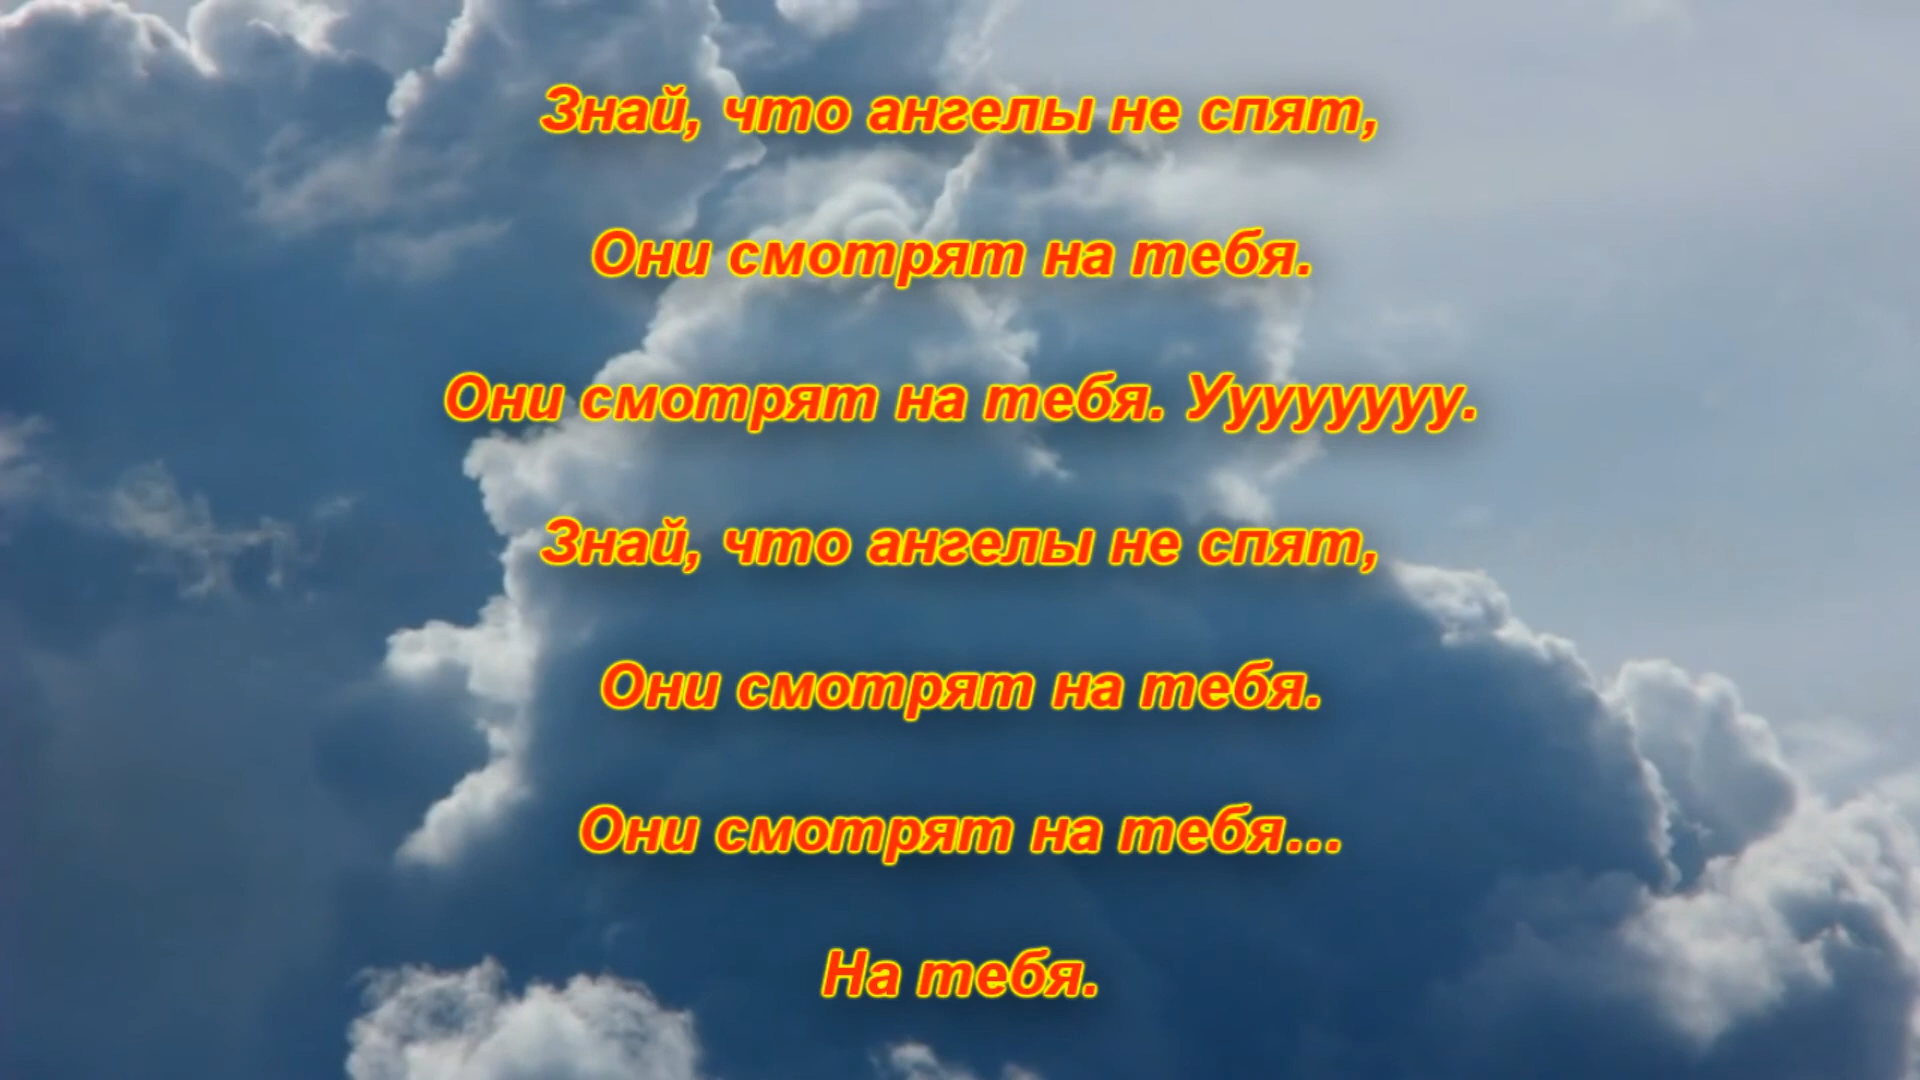 Знай, что ангелы не спят,
Они смотрят на тебя.
Они смотрят на тебя. Уууууууу.
Знай, что ангелы не спят,
Они смотрят на тебя.
Они смотрят на тебя...
На тебя.